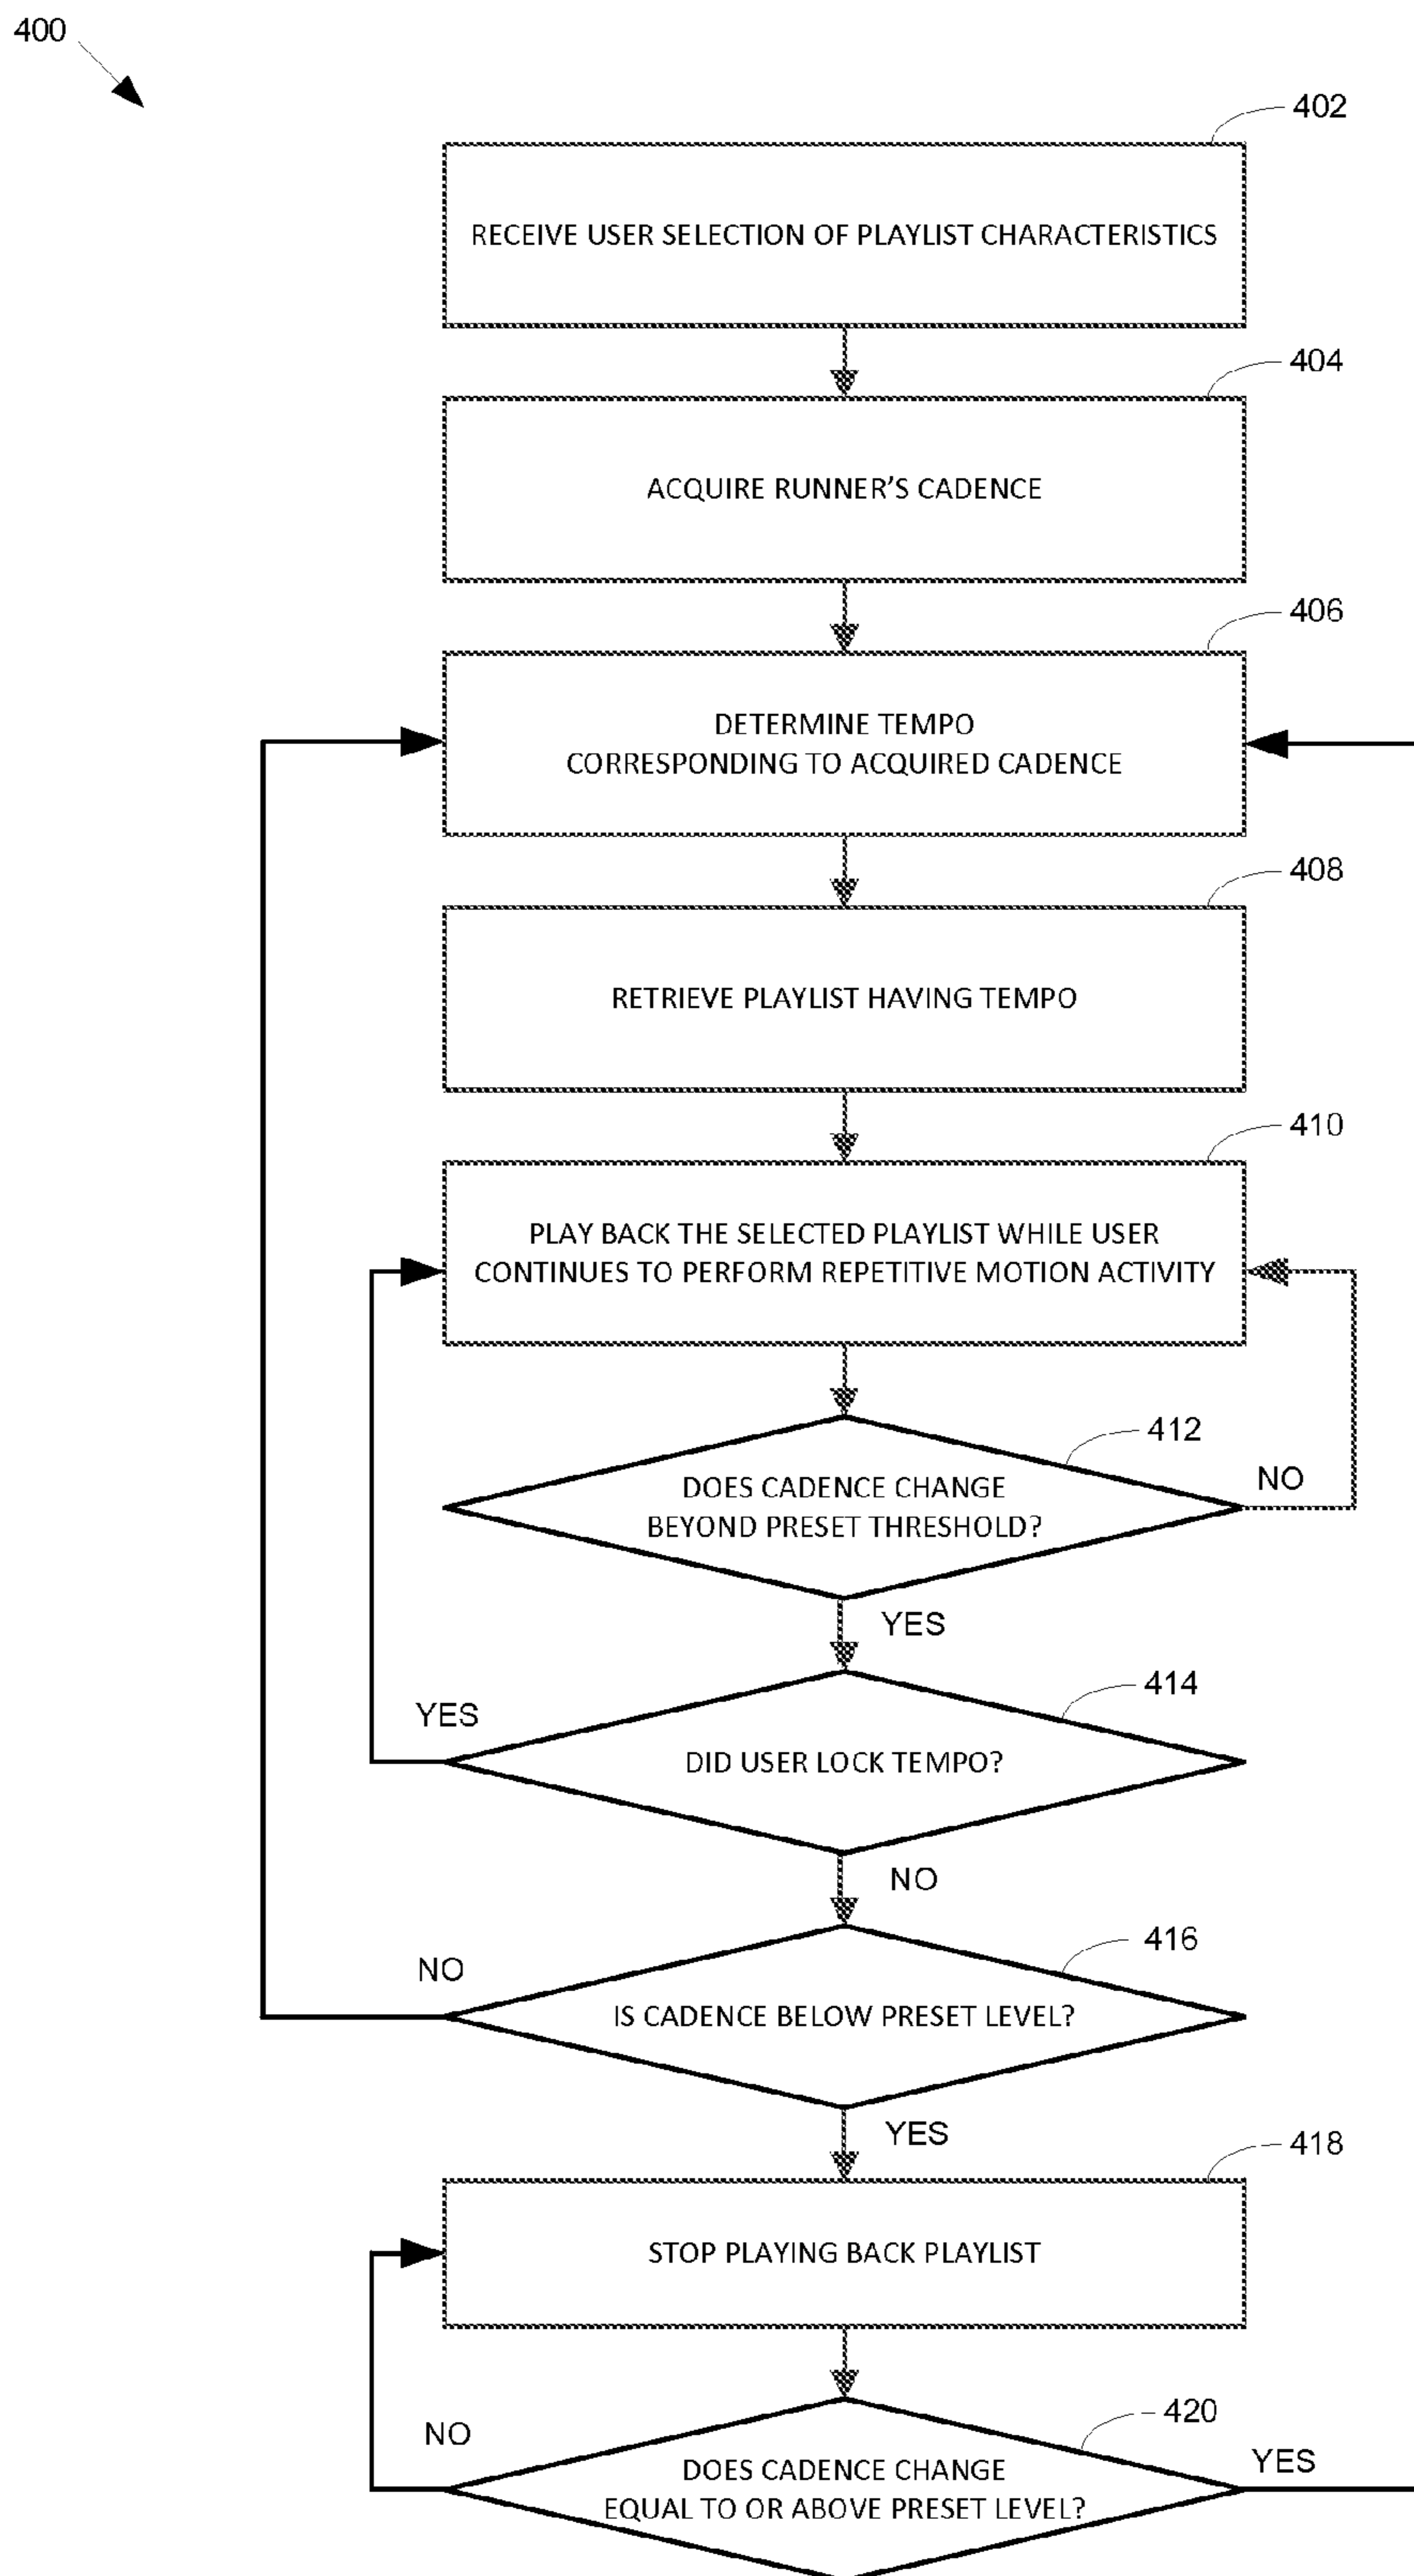 400
402
RECEIVE USER SELECTION OF PLAYLIST CHARACTERISTICS
404
ACQUIRE RUNNER’S CADENCE
406
DETERMINE TEMPO
CORRESPONDING TO ACQUIRED CADENCE
408
RETRIEVE PLAYLIST HAVING TEMPO
410
PLAY BACK THE SELECTED PLAYLIST WHILE USER
CONTINUES TO PERFORM REPETITIVE MOTION ACTIVITY
412
DOES CADENCE CHANGE
BEYOND PRESET THRESHOLD?
NO
YES
414
YES
DID USER LOCK TEMPO?
NO
416
NO
IS CADENCE BELOW PRESET LEVEL?
YES
418
STOP PLAYING BACK PLAYLIST
420
NO
DOES CADENCE CHANGE
EQUAL TO OR ABOVE PRESET LEVEL?
YES